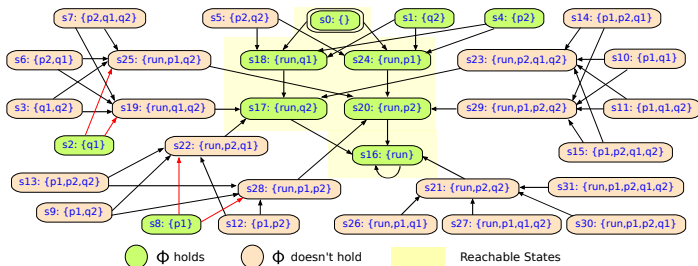 s7: {p2,q1,q2}
s5: {p2,q2}
s0: {}
s1: {q2}
s4: {p2}
s14: {p1,p2,q1}
s6: {p2,q1}
s25: {run,p1,q2}
s18: {run,q1}
s24: {run,p1}
s23: {run,p2,q1,q2}
s10: {p1,q1}
s3: {q1,q2}
s19: {run,q1,q2}
s17: {run,q2}
s20: {run,p2}
s29: {run,p1,p2,q2}
s11: {p1,q1,q2}
s2: {q1}
s22: {run,p2,q1}
s16: {run}
s15: {p1,p2,q1,q2}
s13: {p1,p2,q2}
s28: {run,p1,p2}
s21: {run,p2,q2}
s31: {run,p1,p2,q1,q2}
s9: {p1,q2}
s8: {p1}
s12: {p1,p2}
s26: {run,p1,q1}
s27: {run,p1,q1,q2}
s30: {run,p1,p2,q1}
Φ holds
Φ doesn't hold
Reachable States